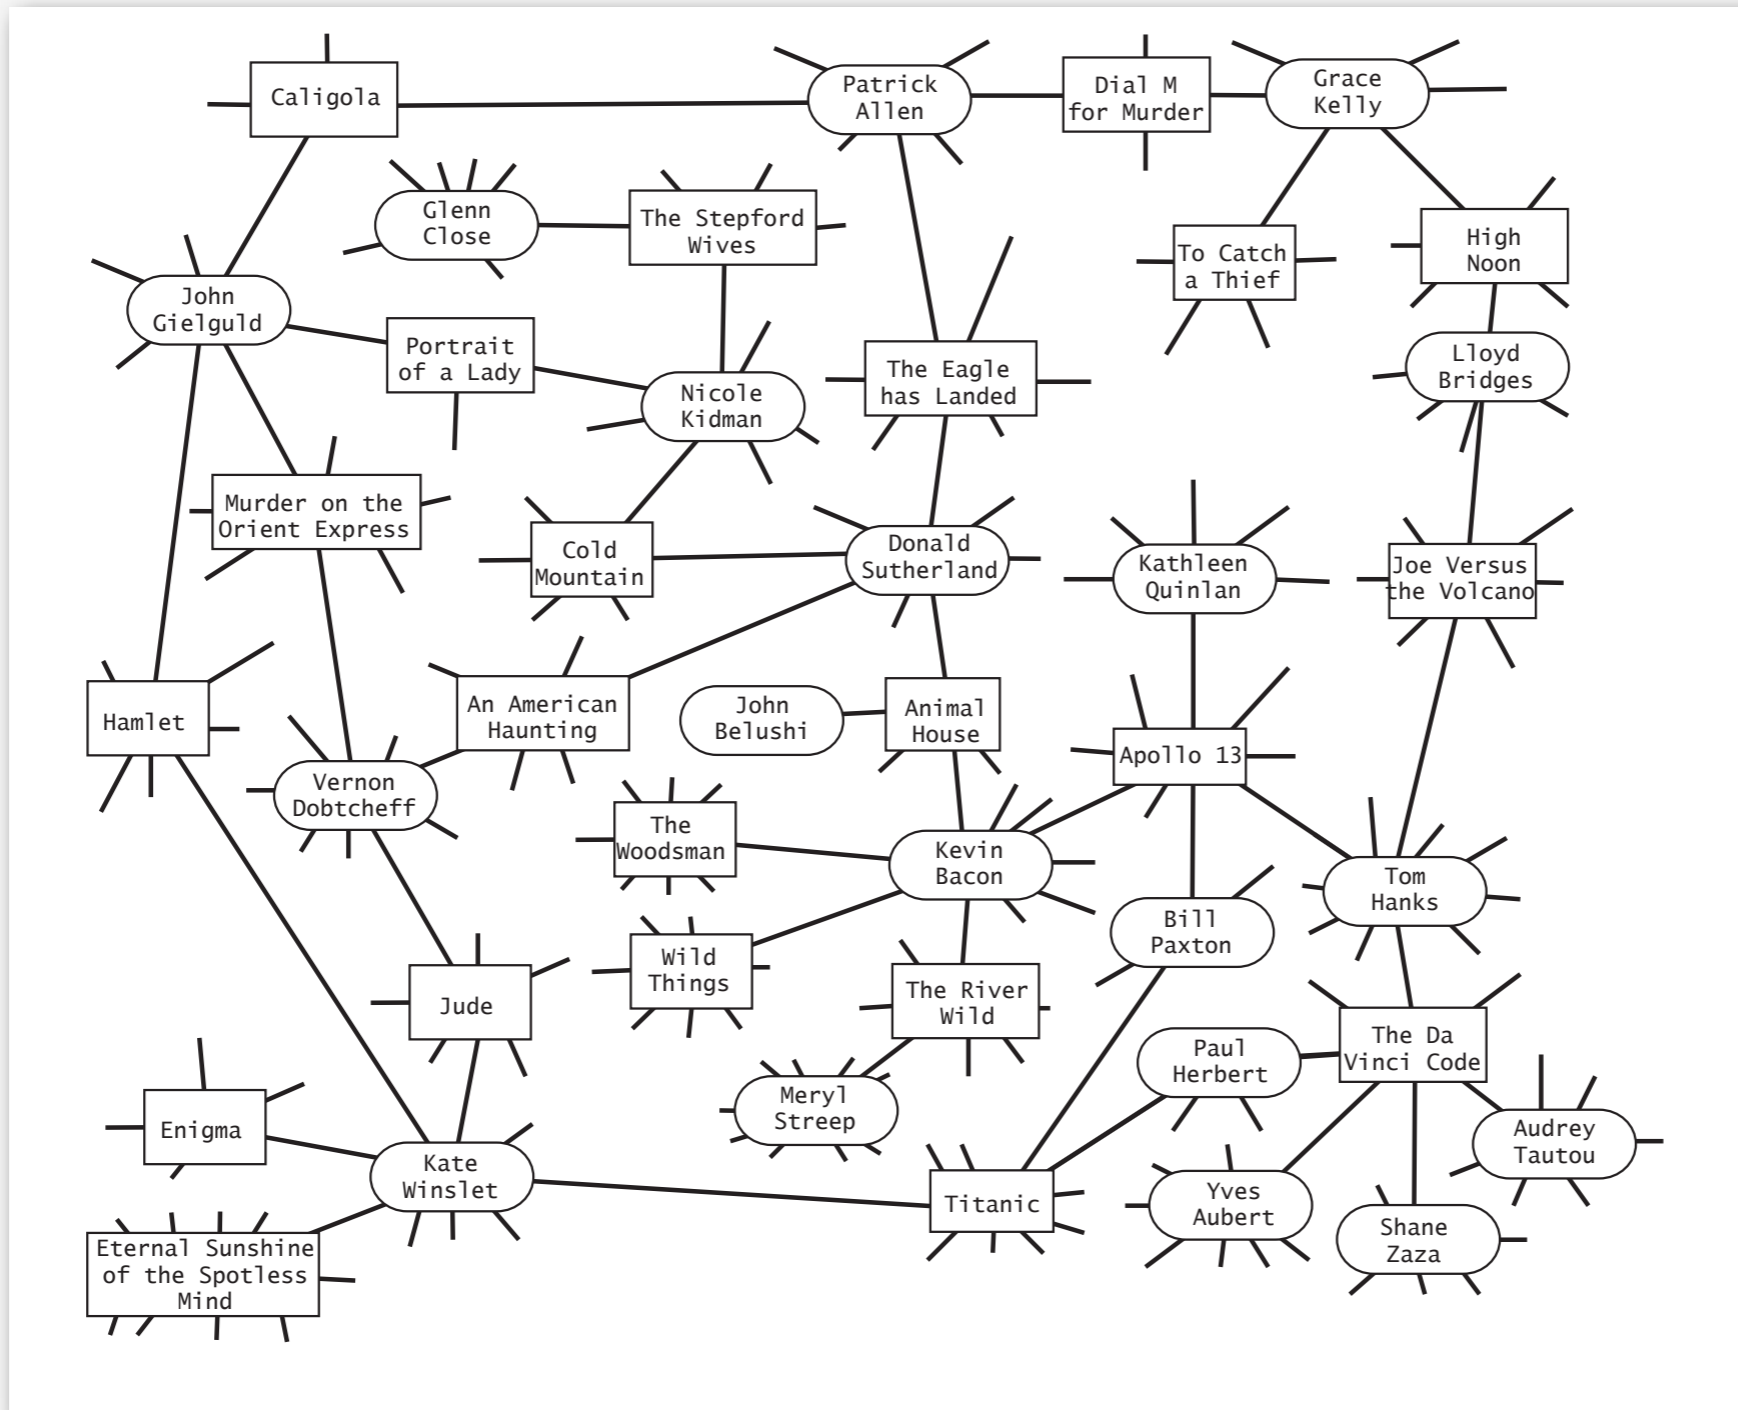 Caligola
Patrick
Allen
Dial M
for Murder
Grace
Kelly
Glenn
Close
The Stepford
Wives
To Catch
a Thief
High
Noon
John
Gielguld
Portrait
of a Lady
Nicole
Kidman
The Eagle
has Landed
Lloyd
Bridges
Murder on the
Orient Express
Cold
Mountain
Donald
Sutherland
Kathleen
Quinlan
Joe Versus
the Volcano
Hamlet
An American
Haunting
John
Belushi
Animal
House
Apollo 13
Vernon
Dobtcheff
The
Woodsman
Kevin
Bacon
Tom
Hanks
Bill
Paxton
Wild
Things
Jude
The River
Wild
Paul
Herbert
The Da
Vinci Code
Enigma
Meryl
Streep
Audrey
Tautou
Kate
Winslet
Titanic
Yves
Aubert
Shane
Zaza
Eternal Sunshine
of the Spotless
Mind